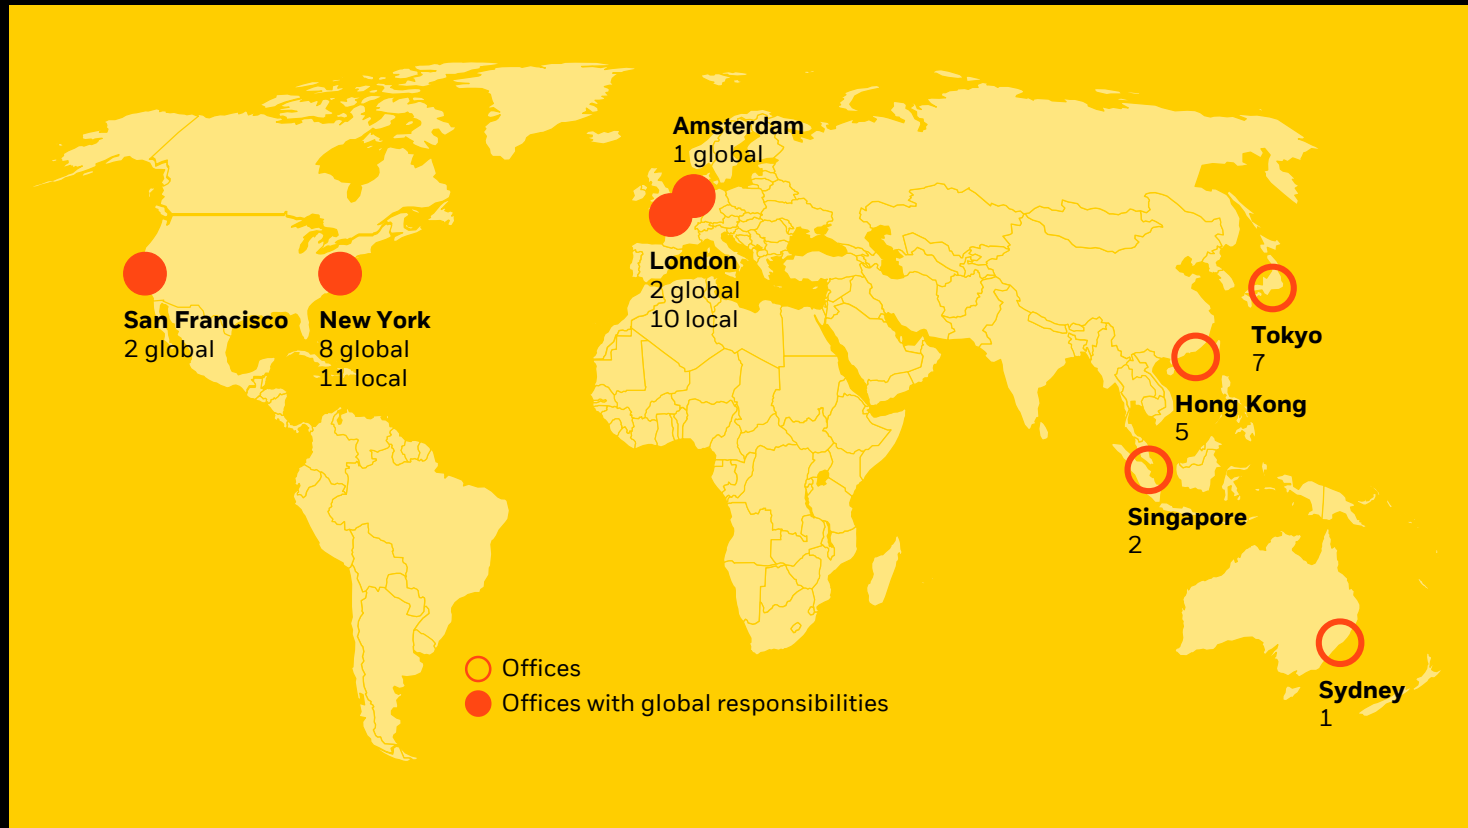 Amsterdam
1 global
London
2 global
10 local
San Francisco
2 global
New York
8 global
11 local
Tokyo
7
Hong Kong
5
Singapore
2
Sydney
1
Offices
Offices with global responsibilities